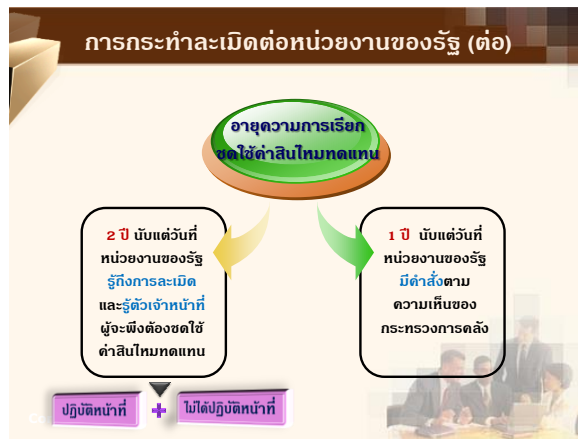 การกระทำละเมิดต่อหน่วยงานของรัฐ (ต่อ)
อายุความการเรียก
ชดใช้ค่าสินไหมทดแทน
2 ปี นับแต่วันที่
หน่วยงานของรัฐ
รู้ถึงการละเมิด
และรู้ตัวเจ้าหน้าที่
ผู้จะพึงต้องชดใช้
ค่าสินไหมทดแทน
1 ปี นับแต่วันที่
หน่วยงานของรัฐ
มีคำสั่งตาม
ความเห็นของ
กระทรวงการคลัง
ปฏิบัติหน้าที่ + ไม่ได้ปฏิบัติหน้าที่